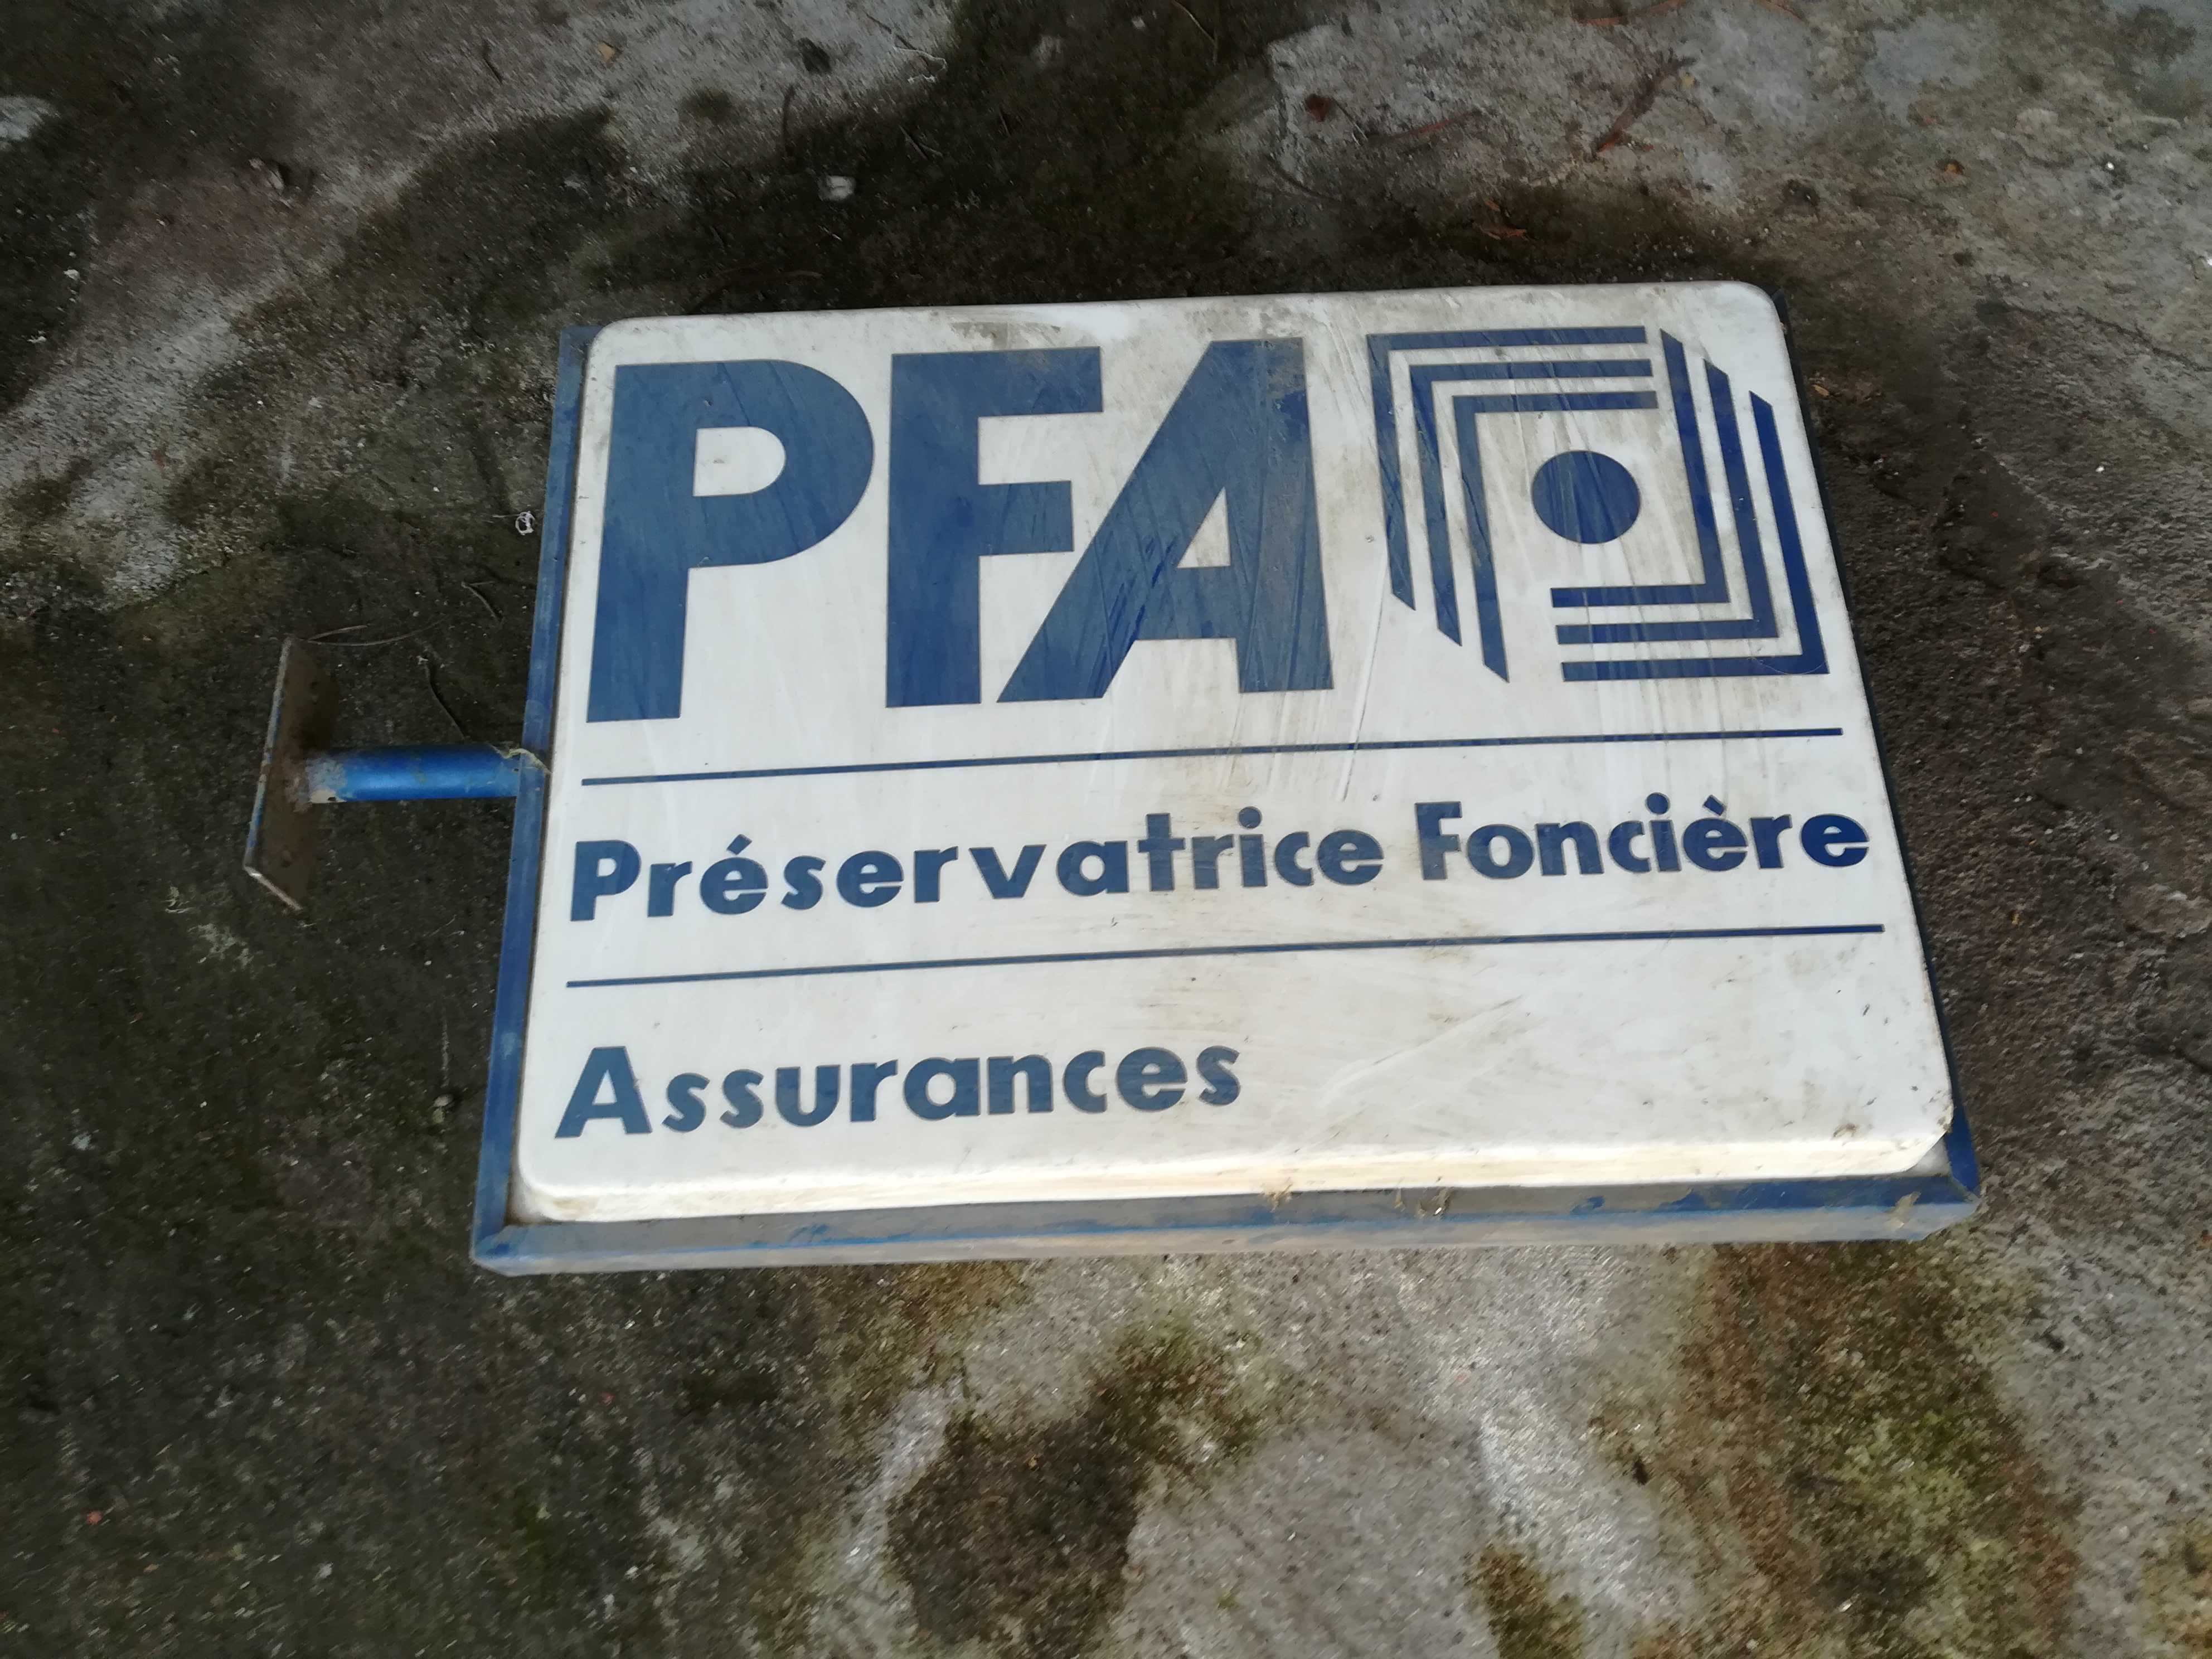 PFA
Préservatrice Foncière
Assurances